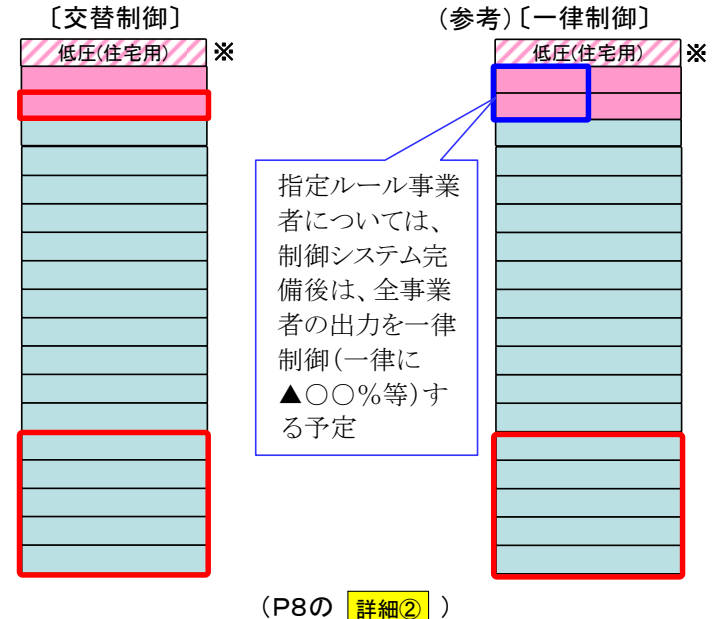 〔交替制御〕
(参考)〔一律制御〕
低圧(住宅用) ※
低圧(住宅用) ※
指定ルール事業
者については、
制御システム完
備後は、全事業
者の出力を一律
制御(一律に
▲○○%等)す
る予定
(P8の 詳細② )